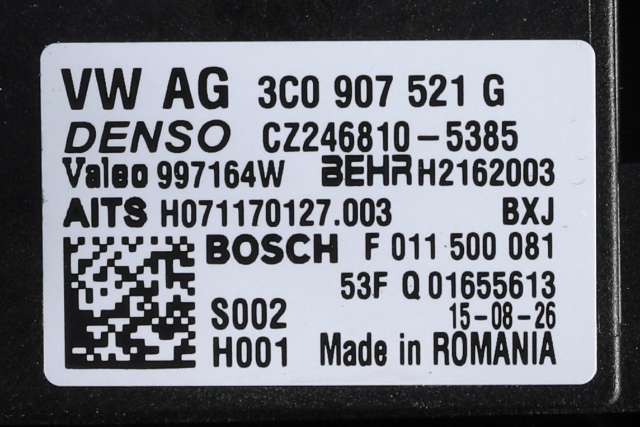 VW AG 3C0 907 521 G
DENSO CZ246810-5385
Valeo 997164W BEHR H2162003
AITS H071170127.003 BXJ
BOSCH F 011 500 081
53F Q 01655613
S002 15-08-26
H001 Made in ROMANIA